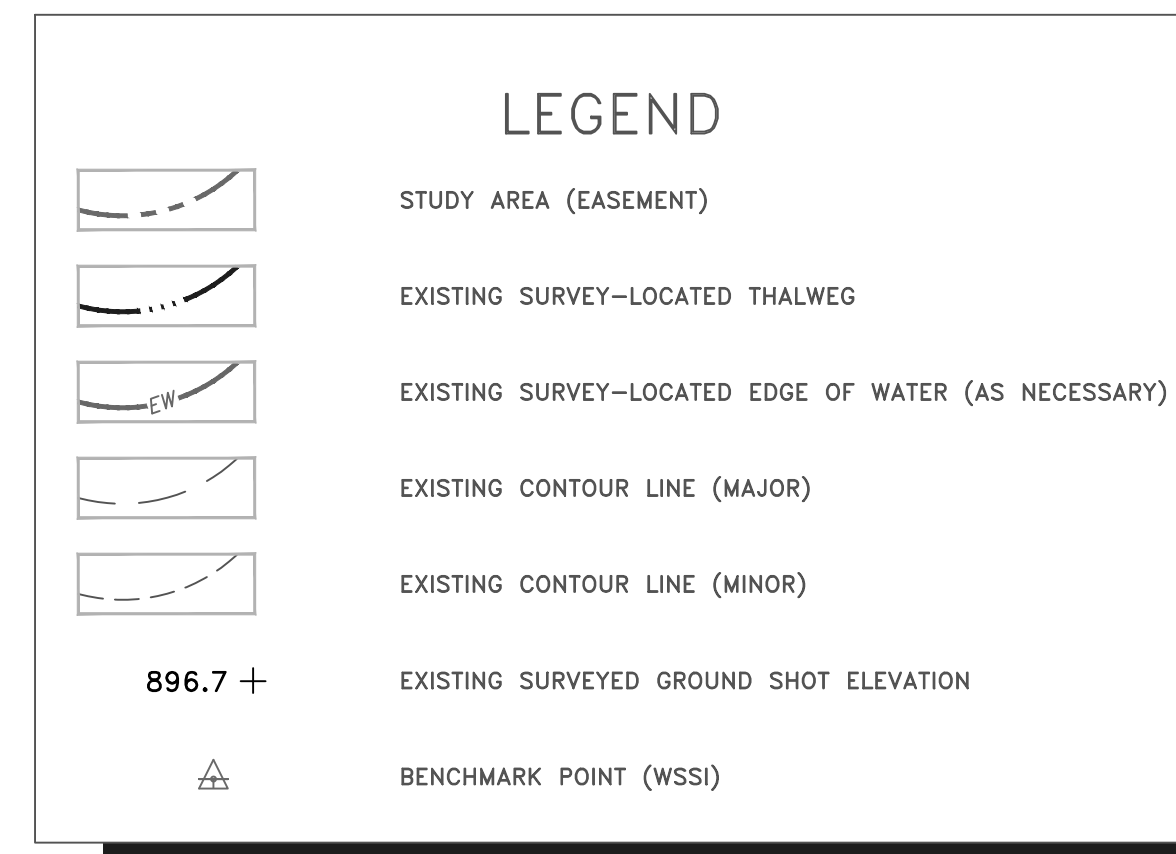 LEGEND
STUDY AREA (EASEMENT)
EXISTING SURVEY-LOCATED THALWEG
EW EXISTING SURVEY-LOCATED EDGE OF WATER (AS NECESSARY)
EXISTING CONTOUR LINE (MAJOR)
EXISTING CONTOUR LINE (MINOR)
896.7 + EXISTING SURVEYED GROUND SHOT ELEVATION
BENCHMARK POINT (WSSI)